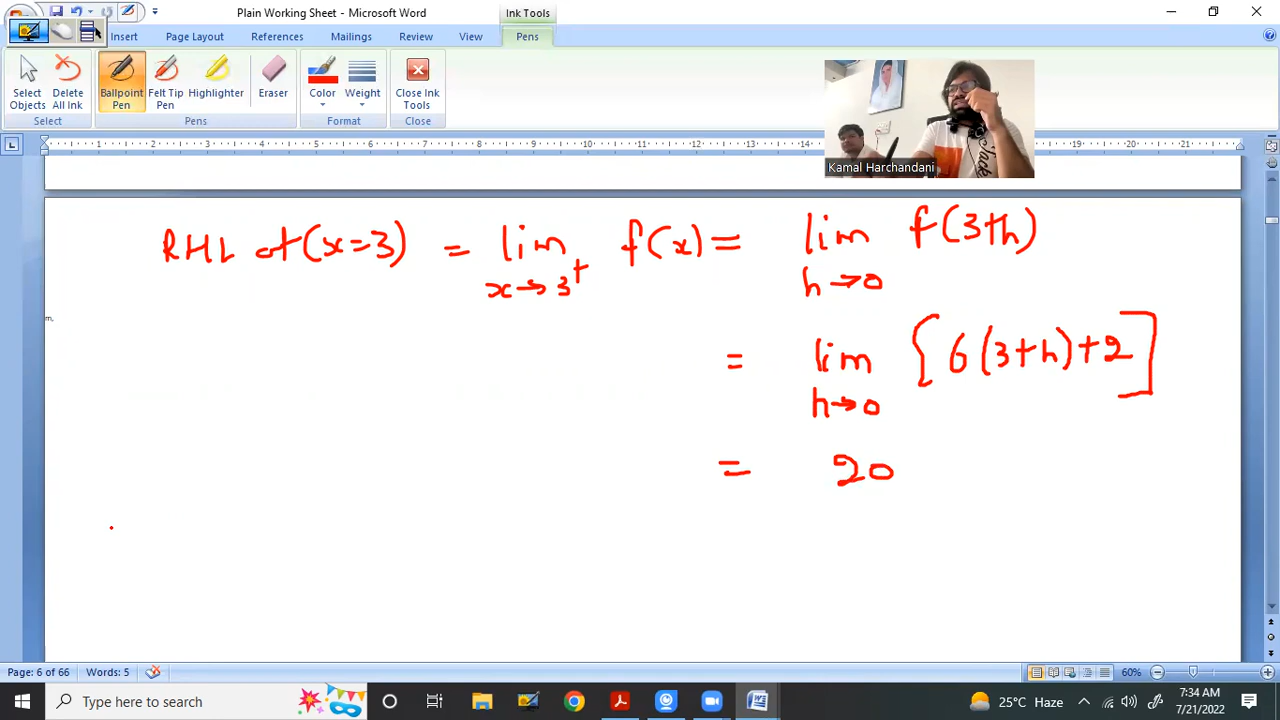 Plain Working Sheet - Microsoft Word
Ink Tools
Insert Page Layout References Mailings Review View Pens
Select Objects
Delete All Ink
Ballpoint Pen
Felt Tip Pen
Highlighter
Eraser
Color
Weight
Close Ink Tools
Select
Pens
Format
Close
Kamal Harchandani
RHL at (x=3) = lim x→3⁺ f(x) = lim h→0 f(3+h)
= lim h→0 [6(3+h)+2]
= 20
Page: 6 of 66 Words: 5 60%
Type here to search
25°C Haze
7:34 AM
7/21/2022